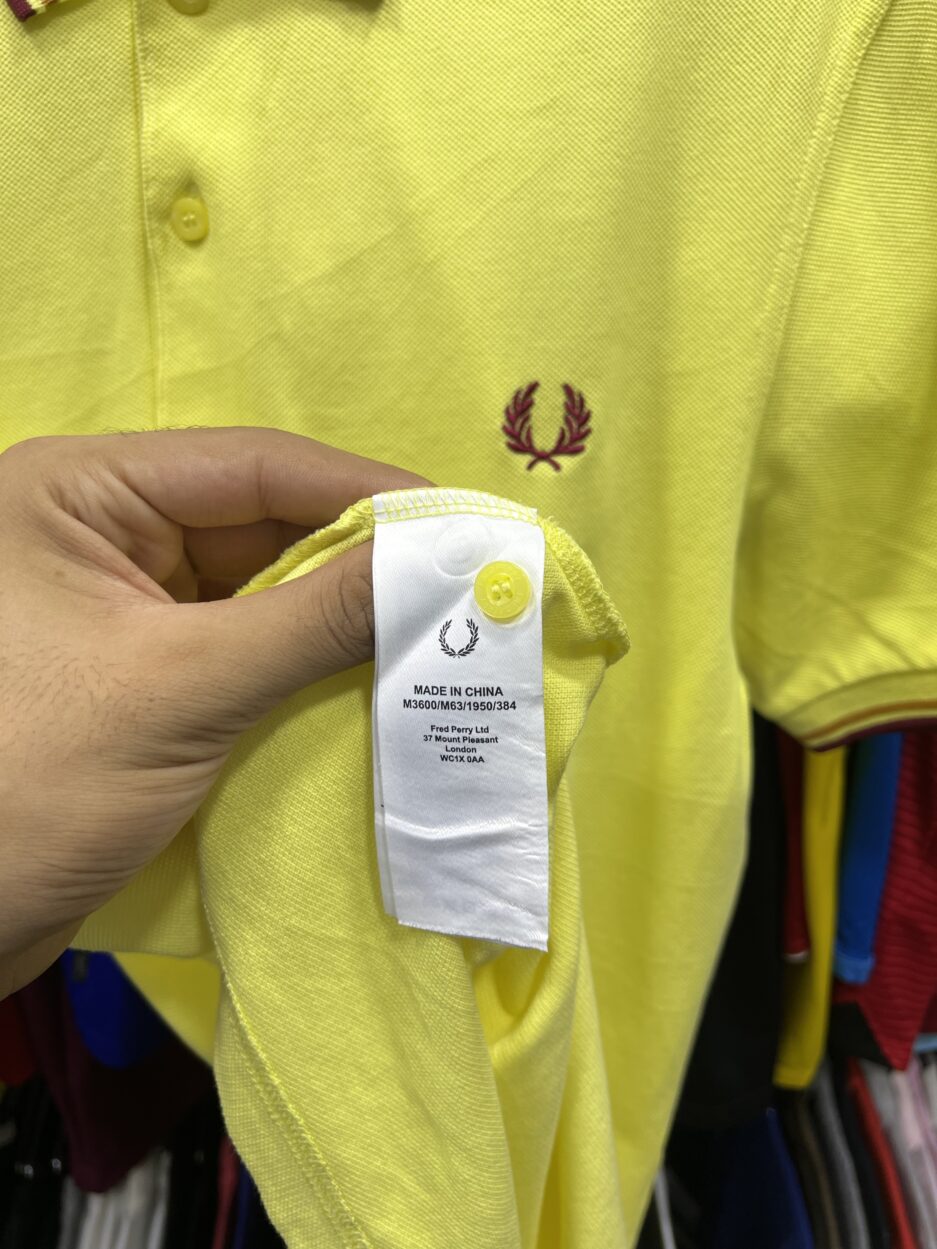 MADE IN CHINA
M3600/M63/1950/384
Fred Perry Ltd
37 Mount Pleasant
London
WC1X 0AA